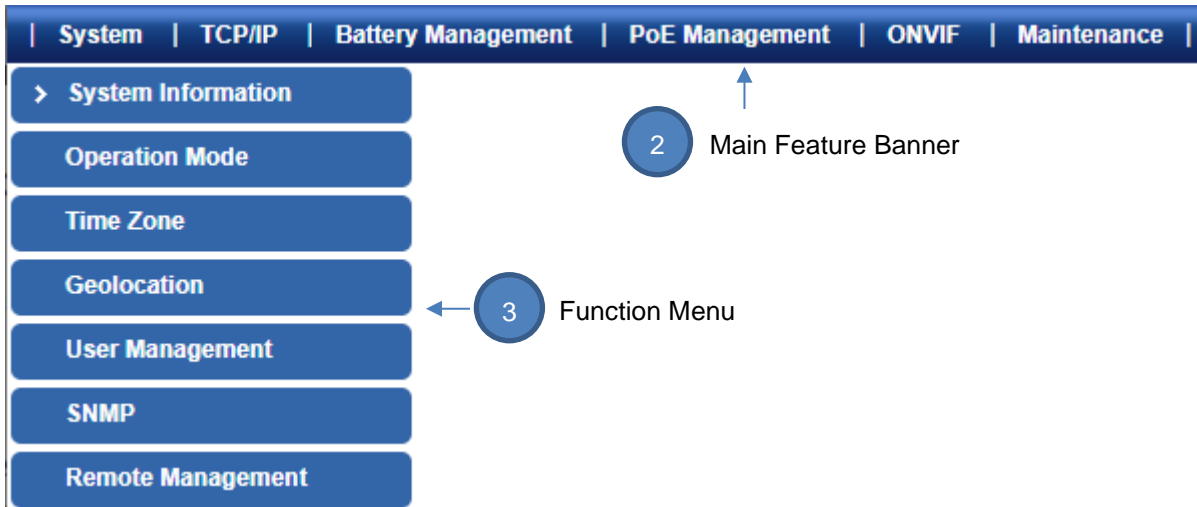 | System | TCP/IP | Battery Management | PoE Management | ONVIF | Maintenance |
> System Information
Operation Mode
Time Zone
Geolocation
User Management
SNMP
Remote Management
2 Main Feature Banner
3 Function Menu